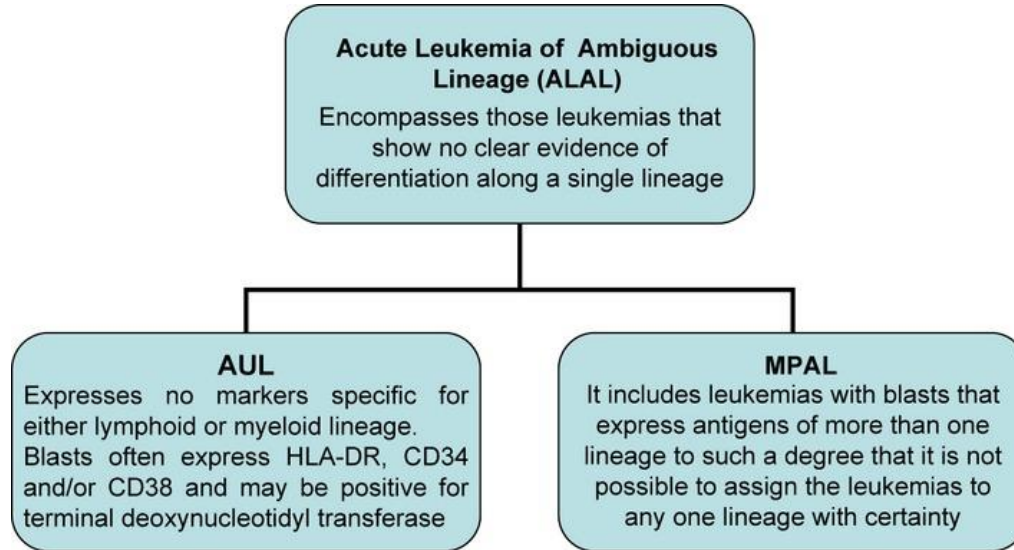 Acute Leukemia of Ambiguous
Lineage (ALAL)
Encompasses those leukemias that
show no clear evidence of
differentiation along a single lineage
AUL
Expresses no markers specific for
either lymphoid or myeloid lineage.
Blasts often express HLA-DR, CD34
and/or CD38 and may be positive for
terminal deoxynucleotidyl transferase
MPAL
It includes leukemias with blasts that
express antigens of more than one
lineage to such a degree that it is not
possible to assign the leukemias to
any one lineage with certainty